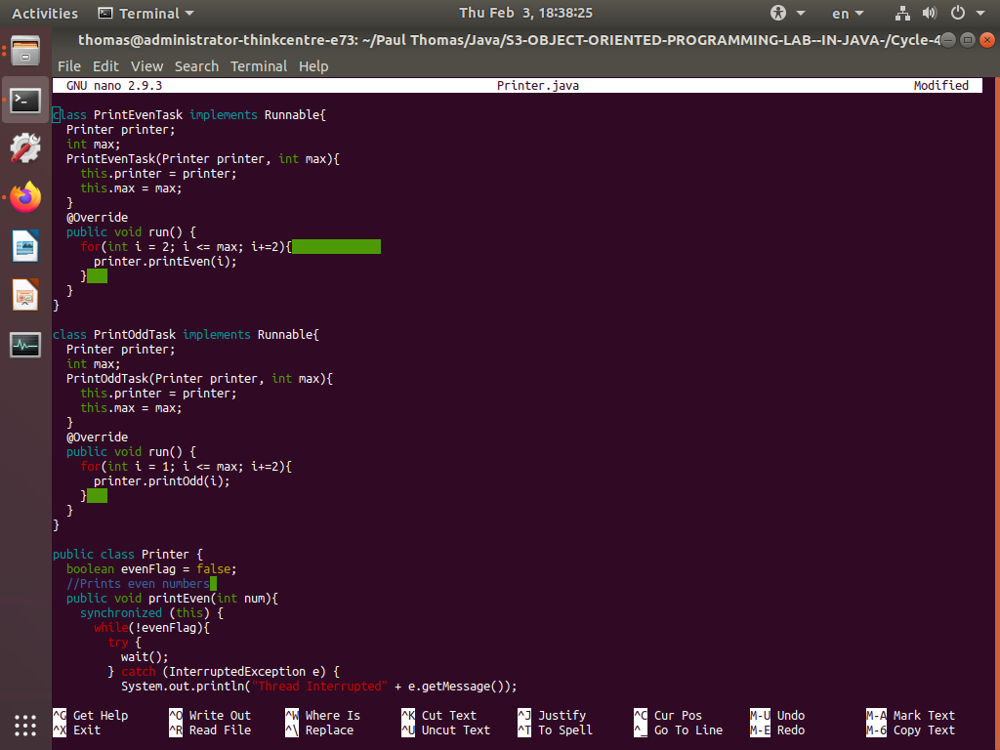 Activities Terminal Thu Feb 3, 18:38:25 en
thomas@administrator-thinkcentre-e73: ~/Paul Thomas/Java/S3-OBJECT-ORIENTED-PROGRAMMING-LAB--IN-JAVA-/Cycle-4
File Edit View Search Terminal Help
GNU nano 2.9.3 Printer.java Modified
class PrintEvenTask implements Runnable{
Printer printer;
int max;
PrintEvenTask(Printer printer, int max){
this.printer = printer;
this.max = max;
}
@Override
public void run() {
for(int i = 2; i <= max; i+=2){
printer.printEven(i);
}
}
}
class PrintOddTask implements Runnable{
Printer printer;
int max;
PrintOddTask(Printer printer, int max){
this.printer = printer;
this.max = max;
}
@Override
public void run() {
for(int i = 1; i <= max; i+=2){
printer.printOdd(i);
}
}
}
public class Printer {
boolean evenFlag = false;
//Prints even numbers
public void printEven(int num){
synchronized (this) {
while(!evenFlag){
try {
wait();
} catch (InterruptedException e) {
System.out.println("Thread Interrupted" + e.getMessage());
^G Get Help ^O Write Out ^W Where Is ^K Cut Text ^J Justify ^C Cur Pos M-U Undo M-A Mark Text
^X Exit ^R Read File ^\ Replace ^U Uncut Text ^T To Spell ^_ Go To Line M-E Redo M-6 Copy Text